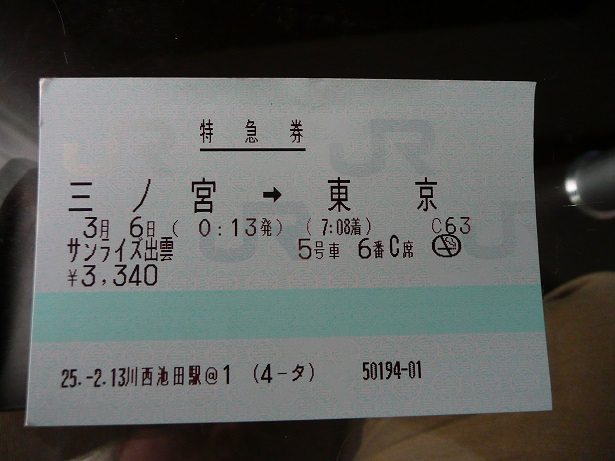 特急券
三ノ宮 → 東京
3月 6日 ( 0:13発) ( 7:08着) C63
サンライズ出雲 5号車 6番C席
¥3,340
25.-2.13川西池田駅@1 (4-タ) 50194-01